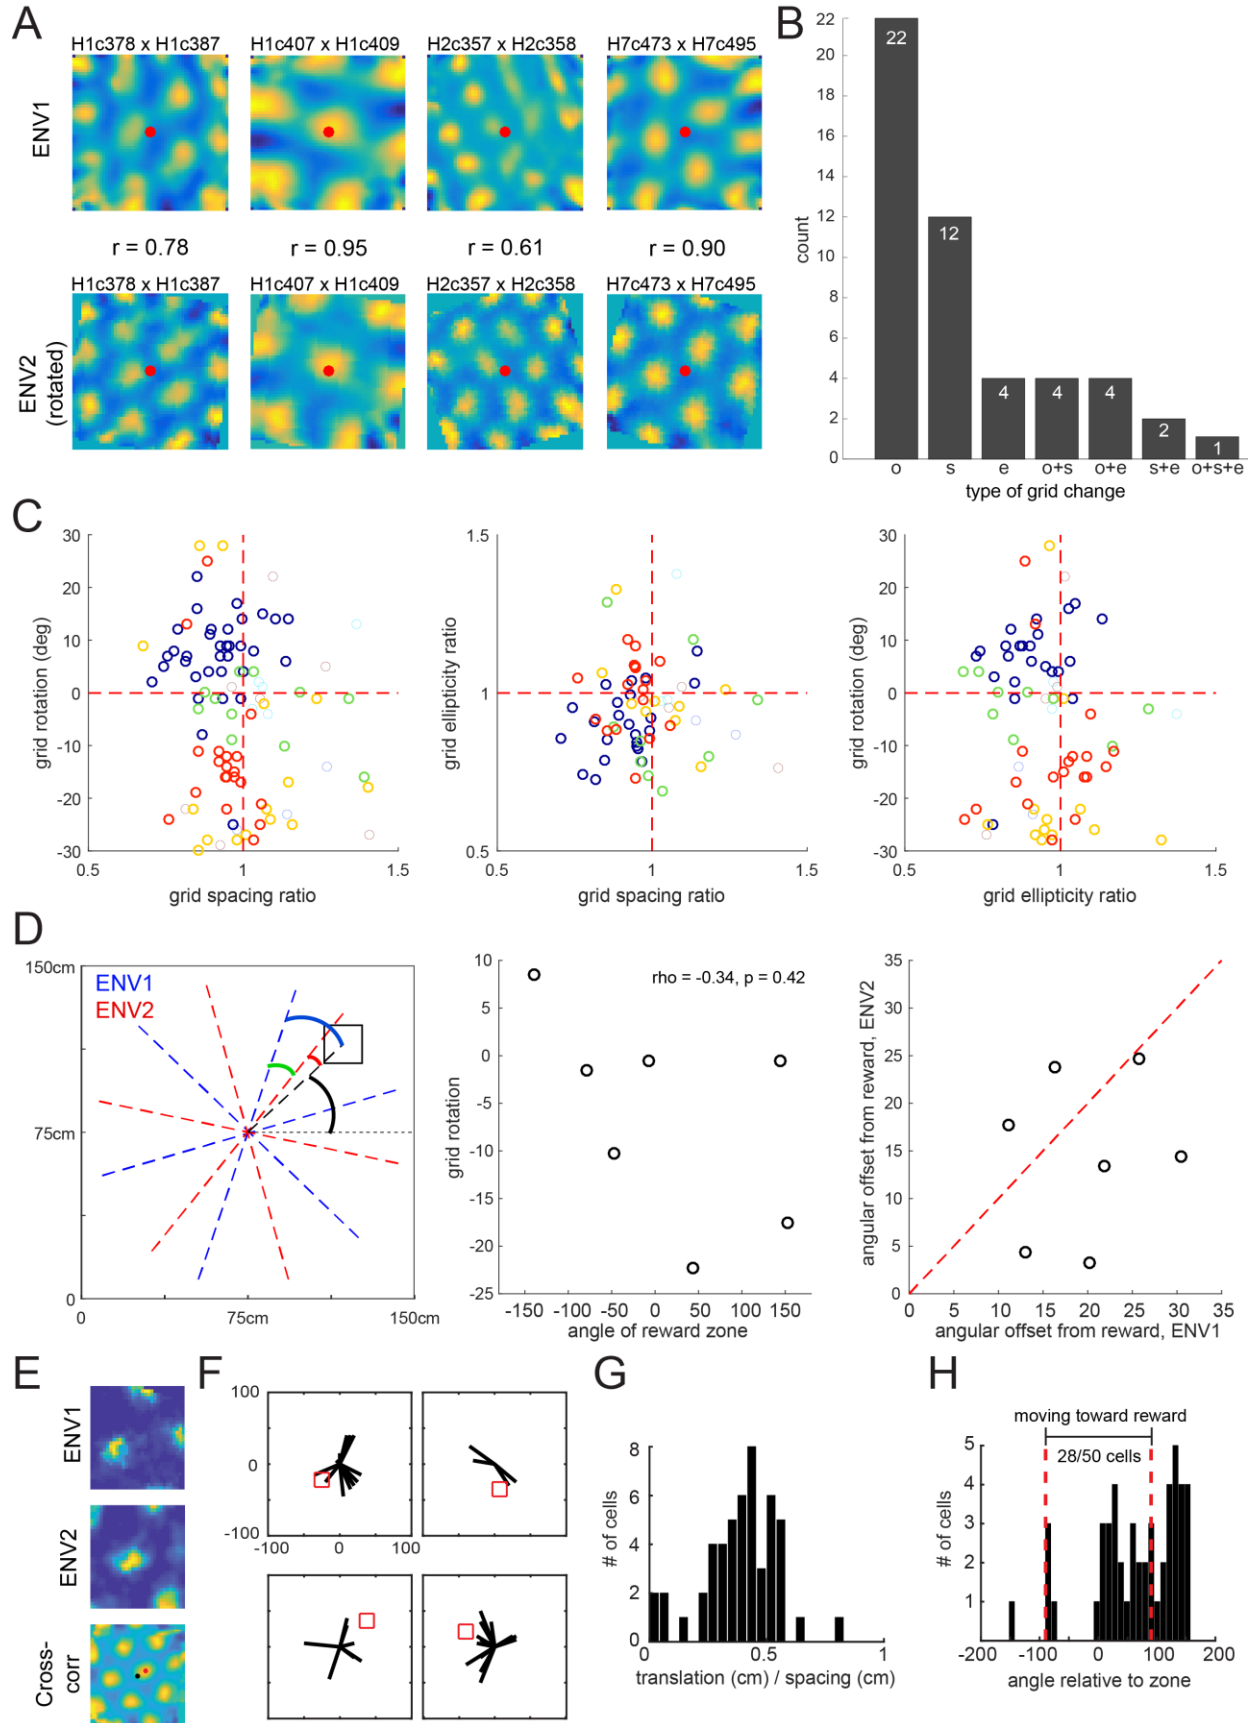 A
H1c378 x H1c387
H1c407 x H1c409
H2c357 x H2c358
H7c473 x H7c495
ENV1
r = 0.78
r = 0.95
r = 0.61
r = 0.90
H1c378 x H1c387
H1c407 x H1c409
H2c357 x H2c358
H7c473 x H7c495
ENV2
(rotated)
B
22
20
18
16
14
12
10
8
6
4
2
0
count
22
12
4
4
4
2
1
o
s
e
o+s
o+e
s+e
o+s+e
type of grid change
C
30
20
10
0
-10
-20
-30
grid rotation (deg)
0.5
1
1.5
grid spacing ratio
1.5
1
0.5
grid ellipticity ratio
0.5
1
1.5
grid spacing ratio
30
20
10
0
-10
-20
-30
grid rotation (deg)
0.5
1
1.5
grid ellipticity ratio
D
150cm
75cm
0
ENV1
ENV2
0
75cm
150cm
10
5
0
-5
-10
-15
-20
-25
grid rotation
rho = -0.34, p = 0.42
-150
-100
-50
0
50
100
150
angle of reward zone
35
30
25
20
15
10
5
0
angular offset from reward, ENV2
0
5
10
15
20
25
30
35
angular offset from reward, ENV1
E
ENV1
ENV2
Cross-
corr
F
100
0
-100
-100
0
100
G
8
6
4
2
0
# of cells
0
0.5
1
translation (cm) / spacing (cm)
H
moving toward reward
28/50 cells
5
4
3
2
1
0
# of cells
-200
-100
0
100
200
angle relative to zone